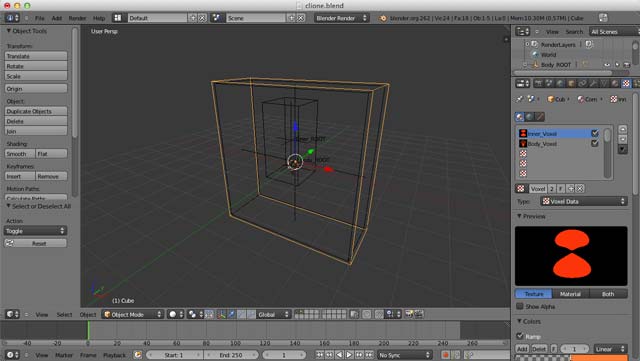 clione.blend
File Add Render Help Default Scene Blender Render blender.org 262 | Ve:24 | Fa:18 | Ob:1-5 | La:0 | Mem:10.30M (0.57M) | Cube
Object Tools
Transform:
Translate
Rotate
Scale
Origin
Object:
Duplicate Objects
Delete
Join
Shading:
Smooth Flat
Keyframes:
Insert Remove
Motion Paths:
Calculate Paths
Select or Deselect All
Action:
Toggle
Reset
User Persp
(1) Cube
View Select Object Object Mode Global
-40 -20 0 20 40 60 80 100 120 140 160 180 200 220 240 260
View Marker Frame Playback Start: 1 End: 250 1 No Sync
View Search All Scenes
RenderLayers
World
Body_ROOT
Cub Com Inn
Inner_Voxel
Body_Voxel
Voxel 2 F
Type: Voxel Data
Preview
Texture Material Both
Show Alpha
Colors
Ramp
Add Delet F 1 Linear